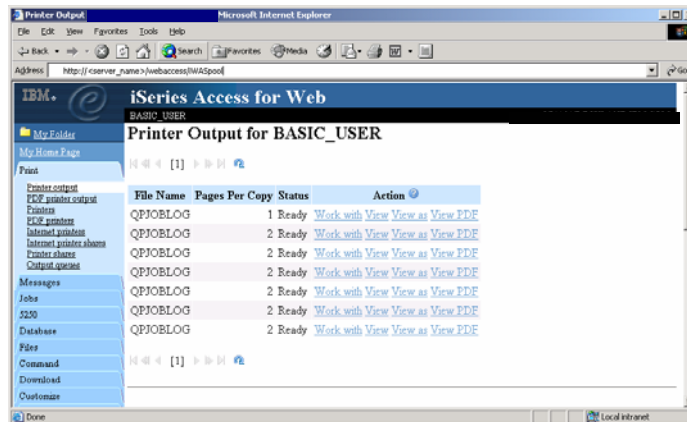 Printer Output Microsoft Internet Explorer
File Edit View Favorites Tools Help
Back Search Favorites Media
Address http://<server_name>/webaccess/iWASpool Go
IBM. iSeries Access for Web
BASIC_USER
My Folder
My Home Page
Print
Printer output
PDF printer output
Printers
PDF printers
Internet printers
Internet printer shares
Printer shares
Output queues
Messages
Jobs
5250
Database
Files
Command
Download
Customize
Printer Output for BASIC_USER
[1]
File Name Pages Per Copy Status Action
QPJOBLOG 1 Ready Work with View View as View PDF
QPJOBLOG 2 Ready Work with View View as View PDF
QPJOBLOG 2 Ready Work with View View as View PDF
QPJOBLOG 2 Ready Work with View View as View PDF
QPJOBLOG 2 Ready Work with View View as View PDF
QPJOBLOG 2 Ready Work with View View as View PDF
QPJOBLOG 2 Ready Work with View View as View PDF
[1]
Done Local intranet